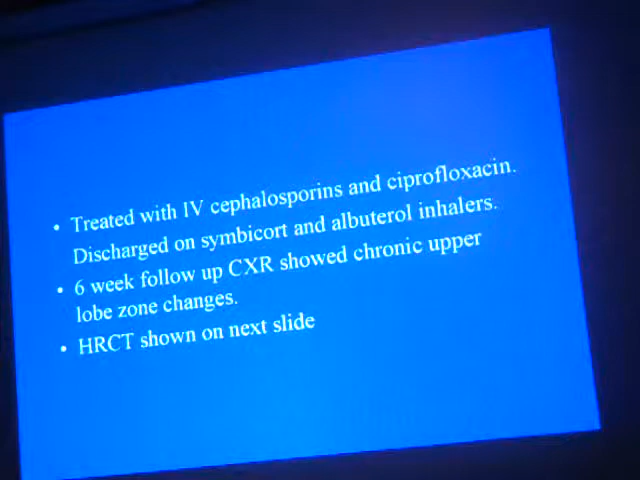 • Treated with IV cephalosporins and ciprofloxacin.
Discharged on symbicort and albuterol inhalers.
• 6 week follow up CXR showed chronic upper
lobe zone changes.
• HRCT shown on next slide